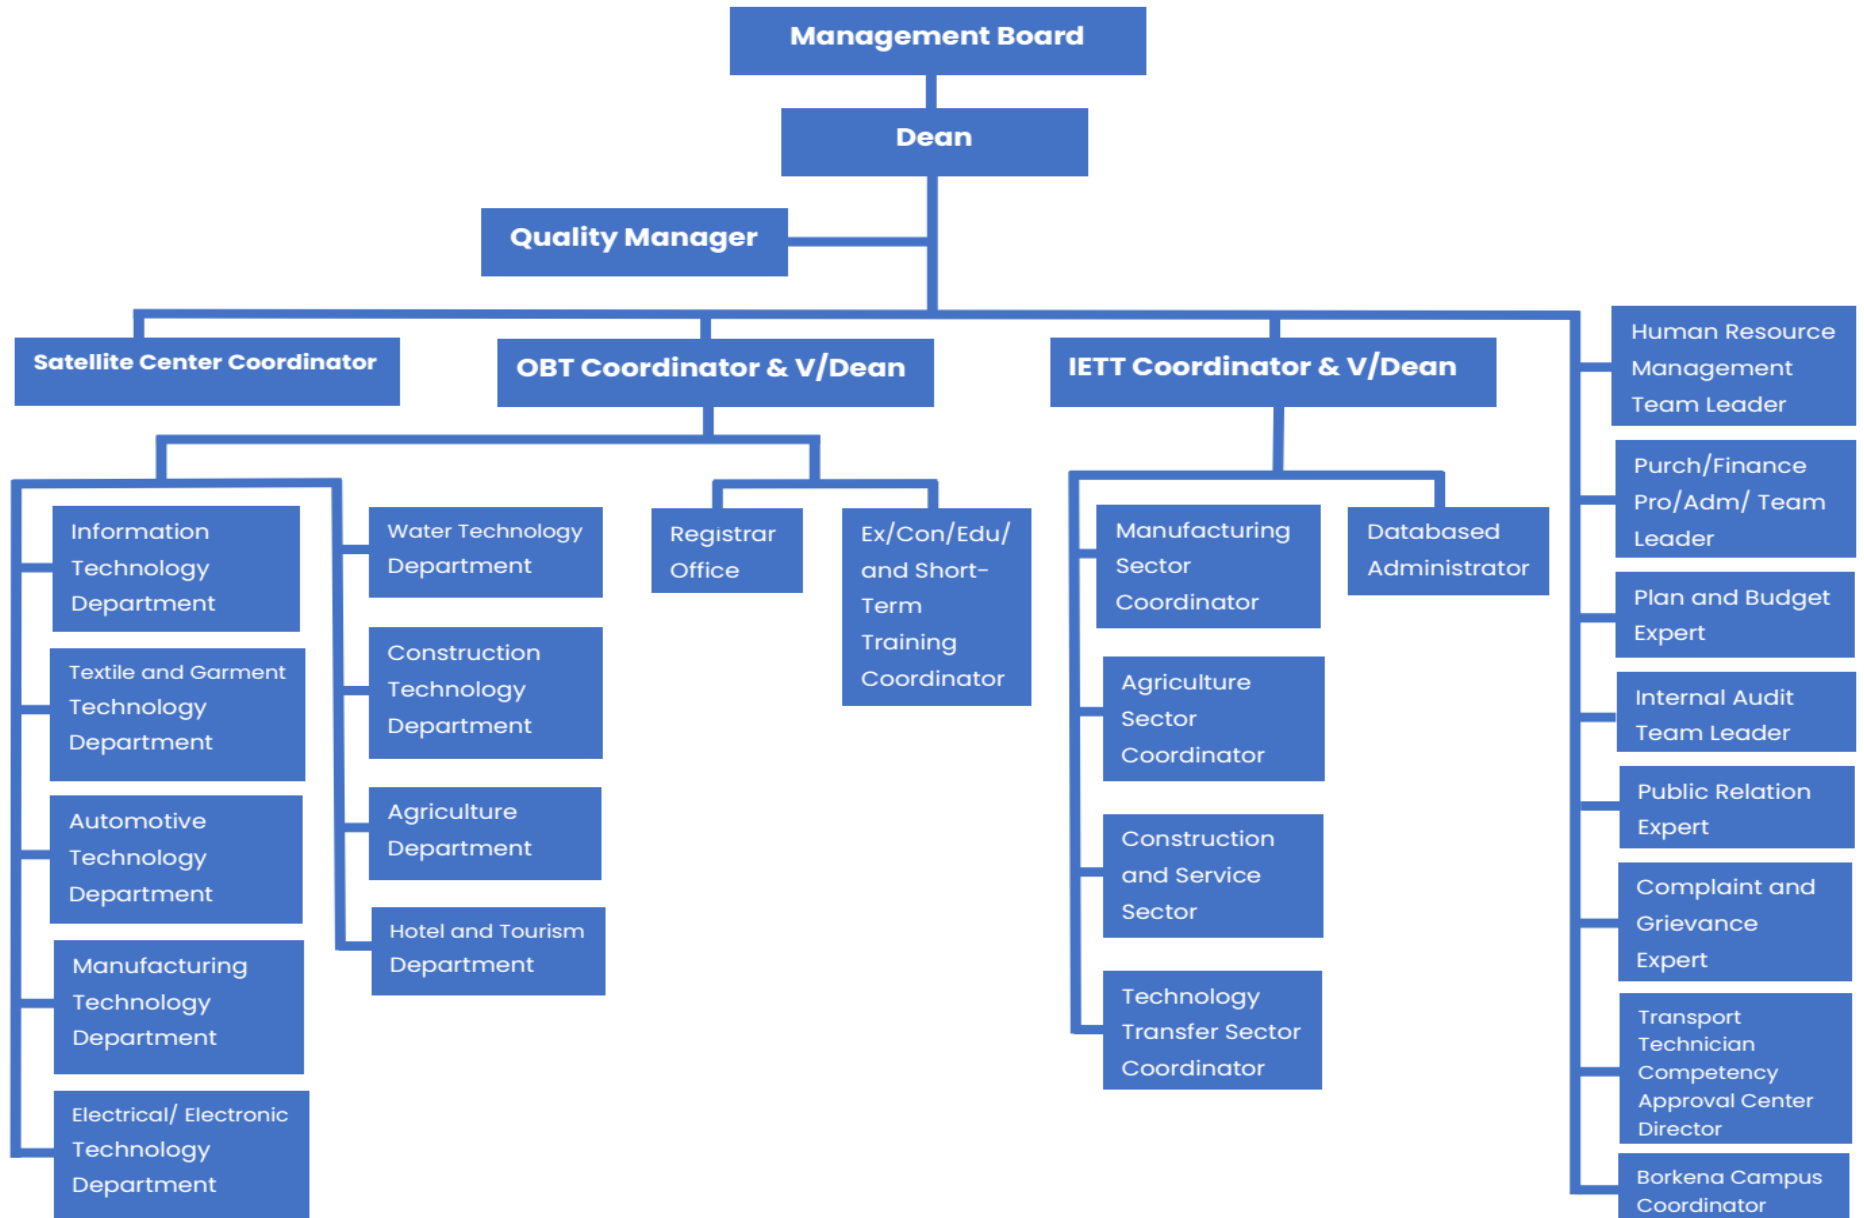 Management Board
Dean
Quality Manager
Satellite Center Coordinator
OBT Coordinator & V/Dean
IETT Coordinator & V/Dean
Information
Technology
Department
Textile and Garment
Technology
Department
Automotive
Technology
Department
Manufacturing
Technology
Department
Electrical/ Electronic
Technology
Department
Water Technology
Department
Construction
Technology
Department
Agriculture
Department
Hotel and Tourism
Department
Registrar
Office
Ex/Con/Edu/
and Short-
Term
Training
Coordinator
Manufacturing
Sector
Coordinator
Agriculture
Sector
Coordinator
Construction
and Service
Sector
Technology
Transfer Sector
Coordinator
Databased
Administrator
Human Resource
Management
Team Leader
Purch/Finance
Pro/Adm/ Team
Leader
Plan and Budget
Expert
Internal Audit
Team Leader
Public Relation
Expert
Complaint and
Grievance
Expert
Transport
Technician
Competency
Approval Center
Director
Borkena Campus
Coordinator